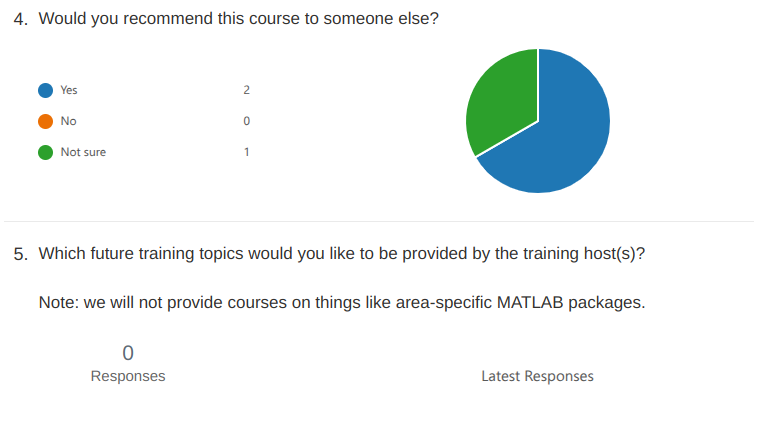 4. Would you recommend this course to someone else?
Yes 2
No 0
Not sure 1
5. Which future training topics would you like to be provided by the training host(s)?
Note: we will not provide courses on things like area-specific MATLAB packages.
0
Responses Latest Responses